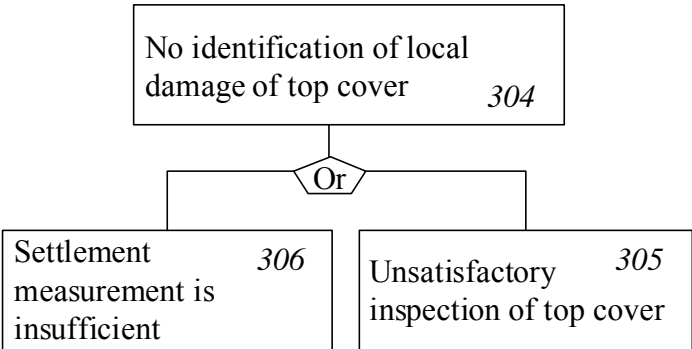 No identification of local
damage of top cover 304
Or
Settlement 306
measurement is
insufficient
Unsatisfactory 305
inspection of top cover